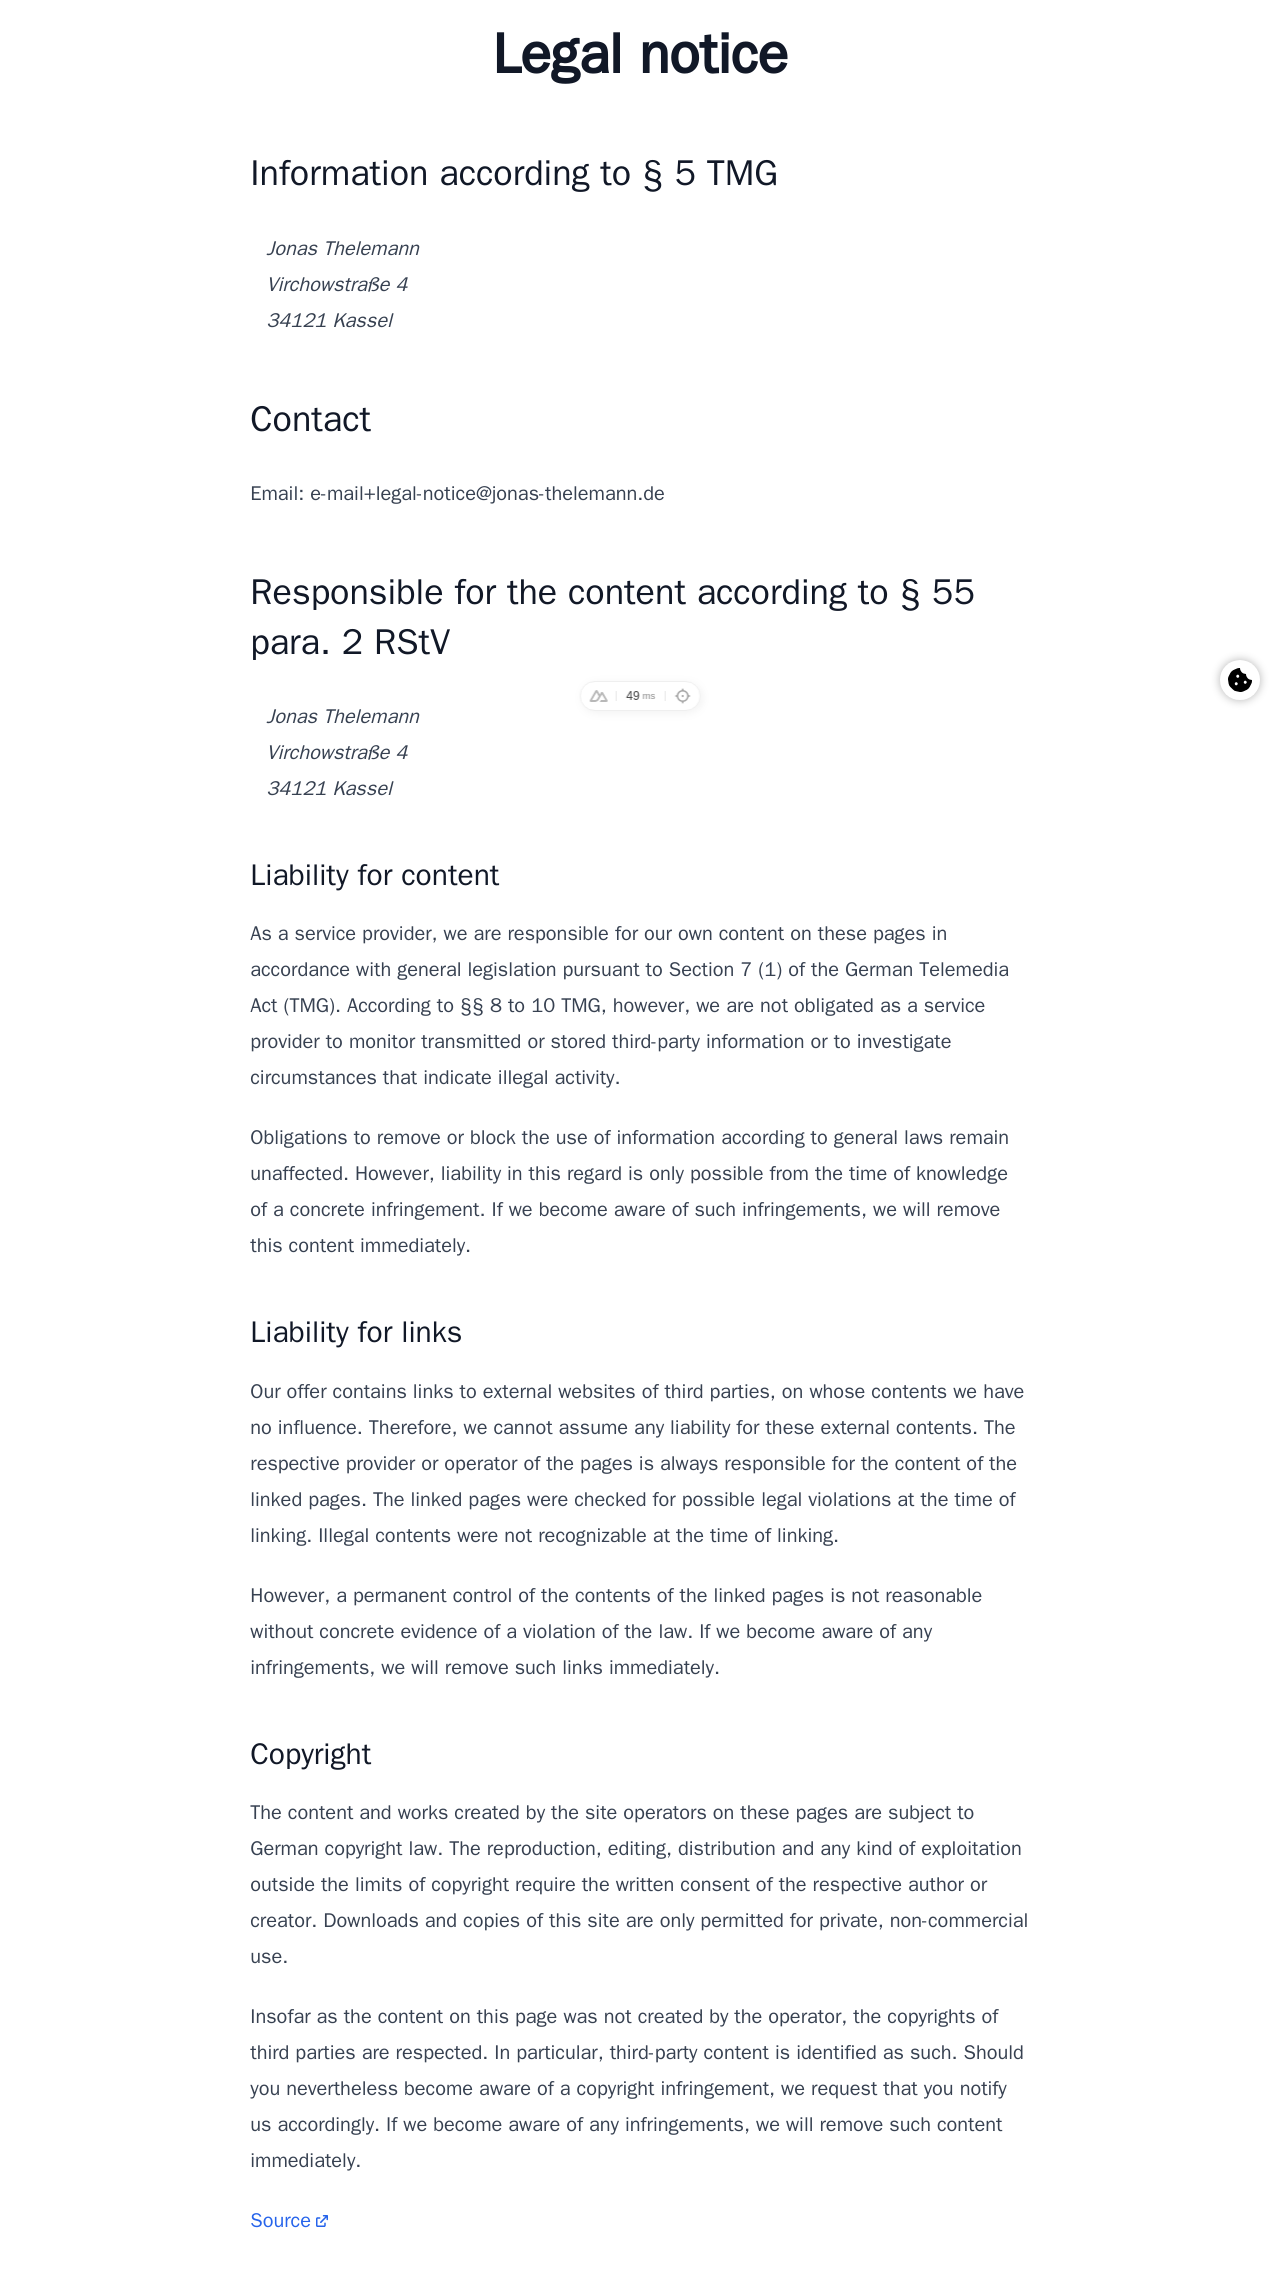 Legal notice
Information according to § 5 TMG
Jonas Thelemann
Virchowstraße 4
34121 Kassel
Contact
Email: e-mail+legal-notice@jonas-thelemann.de
Responsible for the content according to § 55
para. 2 RStV
49 ms
Jonas Thelemann
Virchowstraße 4
34121 Kassel
Liability for content
As a service provider, we are responsible for our own content on these pages in
accordance with general legislation pursuant to Section 7 (1) of the German Telemedia
Act (TMG). According to §§ 8 to 10 TMG, however, we are not obligated as a service
provider to monitor transmitted or stored third-party information or to investigate
circumstances that indicate illegal activity.
Obligations to remove or block the use of information according to general laws remain
unaffected. However, liability in this regard is only possible from the time of knowledge
of a concrete infringement. If we become aware of such infringements, we will remove
this content immediately.
Liability for links
Our offer contains links to external websites of third parties, on whose contents we have
no influence. Therefore, we cannot assume any liability for these external contents. The
respective provider or operator of the pages is always responsible for the content of the
linked pages. The linked pages were checked for possible legal violations at the time of
linking. Illegal contents were not recognizable at the time of linking.
However, a permanent control of the contents of the linked pages is not reasonable
without concrete evidence of a violation of the law. If we become aware of any
infringements, we will remove such links immediately.
Copyright
The content and works created by the site operators on these pages are subject to
German copyright law. The reproduction, editing, distribution and any kind of exploitation
outside the limits of copyright require the written consent of the respective author or
creator. Downloads and copies of this site are only permitted for private, non-commercial
use.
Insofar as the content on this page was not created by the operator, the copyrights of
third parties are respected. In particular, third-party content is identified as such. Should
you nevertheless become aware of a copyright infringement, we request that you notify
us accordingly. If we become aware of any infringements, we will remove such content
immediately.
Source